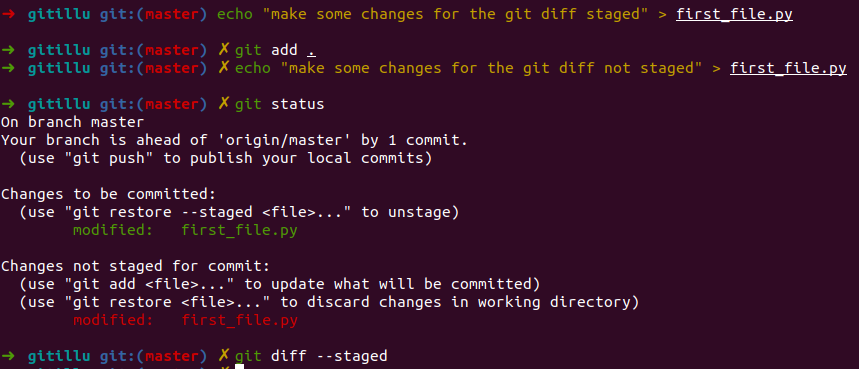 ➜ gitillu git:(master) echo "make some changes for the git diff staged" > first_file.py
➜ gitillu git:(master) ✗ git add .
➜ gitillu git:(master) ✗ echo "make some changes for the git diff not staged" > first_file.py
➜ gitillu git:(master) ✗ git status
On branch master
Your branch is ahead of 'origin/master' by 1 commit.
  (use "git push" to publish your local commits)
Changes to be committed:
  (use "git restore --staged <file>..." to unstage)
        modified:   first_file.py
Changes not staged for commit:
  (use "git add <file>..." to update what will be committed)
  (use "git restore <file>..." to discard changes in working directory)
        modified:   first_file.py
➜ gitillu git:(master) ✗ git diff --staged